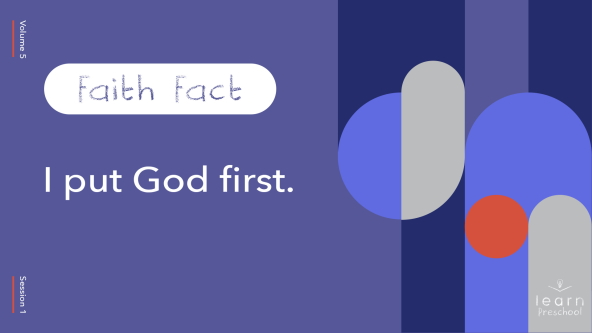 Volume 5
Faith Fact
I put God first.
Session 1
learn
Preschool